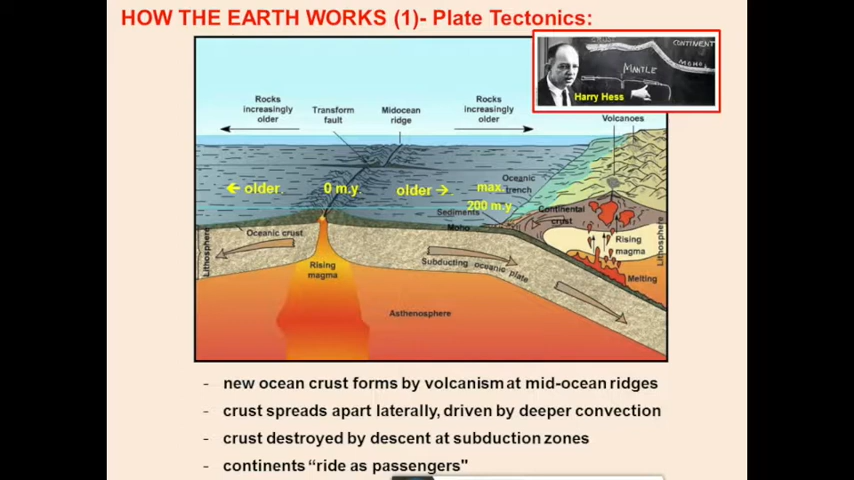 HOW THE EARTH WORKS (1)- Plate Tectonics:
CONTINENT
MOHO
MANTLE
Harry Hess
Rocks
increasingly
older
Transform
fault
Midocean
ridge
Rocks
increasingly
older
Volcanoes
← older
0 m.y.
older →
max.
200 m.y.
Oceanic
trench
Sediments
Moho
Continental
crust
Lithosphere
Oceanic crust
Rising
magma
Subducting oceanic plate
Rising
magma
Melting
Lithosphere
Asthenosphere
- new ocean crust forms by volcanism at mid-ocean ridges
- crust spreads apart laterally, driven by deeper convection
- crust destroyed by descent at subduction zones
- continents “ride as passengers"